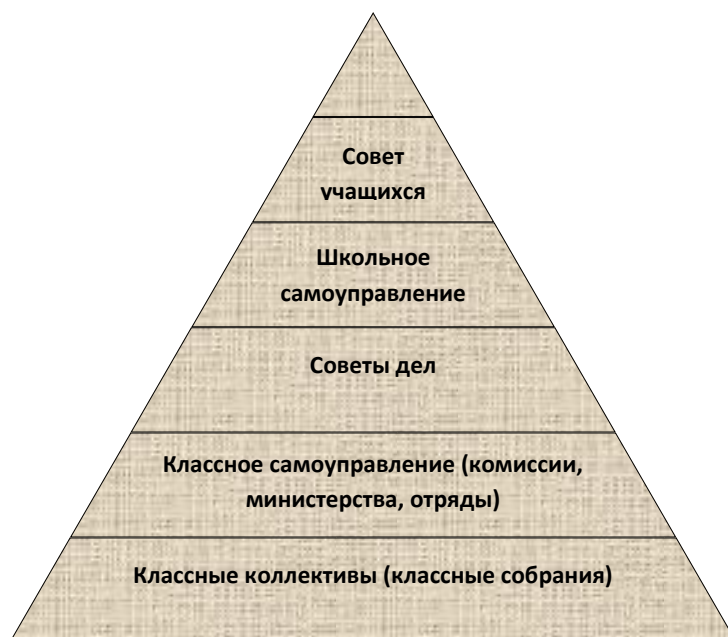 Совет
учащихся
Школьное
самоуправление
Советы дел
Классное самоуправление (комиссии,
министерства, отряды)
Классные коллективы (классные собрания)